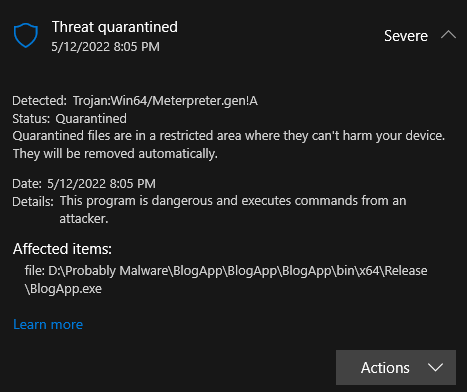 Threat quarantined
5/12/2022 8:05 PM
Severe
Detected: Trojan:Win64/Meterpreter.gen!A
Status: Quarantined
Quarantined files are in a restricted area where they can't harm your device.
They will be removed automatically.
Date: 5/12/2022 8:05 PM
Details: This program is dangerous and executes commands from an
attacker.
Affected items:
file: D:\Probably Malware\BlogApp\BlogApp\BlogApp\bin\x64\Release
\BlogApp.exe
Learn more
Actions